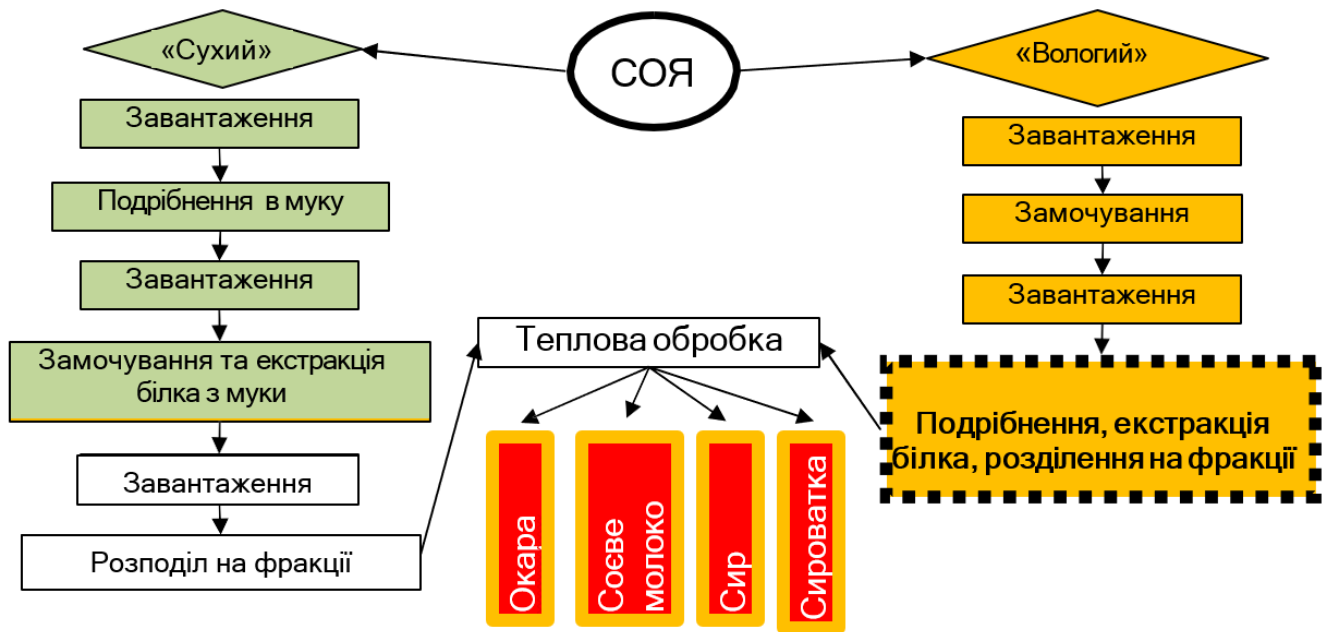 СОЯ
«Сухий»
Завантаження
Подрібнення в муку
Завантаження
Замочування та екстракція
білка з муки
Завантаження
Розподіл на фракції
«Вологий»
Завантаження
Замочування
Завантаження
Подрібнення, екстракція
білка, розділення на фракції
Теплова обробка
Окара
Соєве
молоко
Сир
Сироватка